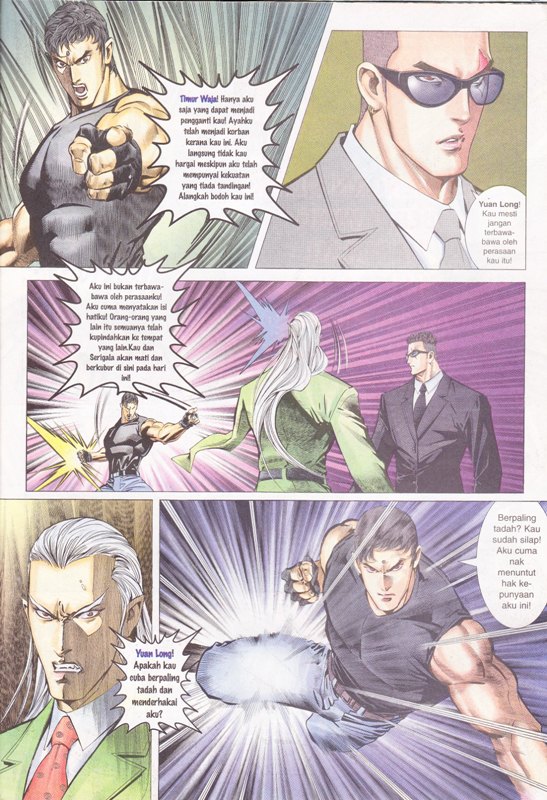 Timur Waja! Hanya aku
saja yang dapat menjadi
pengganti kau! Ayahku
telah menjadi korban
kerana kau ini. Aku
langsung tidak kau
hargai meskipun aku telah
mempunyai kekuatan
yang tiada tandingan!
Alangkah bodoh kau ini!
Yuan Long!
Kau mesti
jangan
terbawa-
bawa oleh
perasaan
kau itu!
Aku ini bukan terbawa-
bawa oleh perasaanku!
Aku cuma menyatakan isi
hatiku! Orang-orang yang
lain itu semuanya telah
kupindahkan ke tempat
yang lain.Kau dan
Serigala akan mati dan
berkubur di sini pada hari
ini!
Yuan Long!
Apakah kau
cuba berpaling
tadah dan
menderhakai
aku?
Berpaling
tadah? Kau
sudah silap!
Aku cuma
nak
menuntut
hak ke-
punyaan
aku ini!